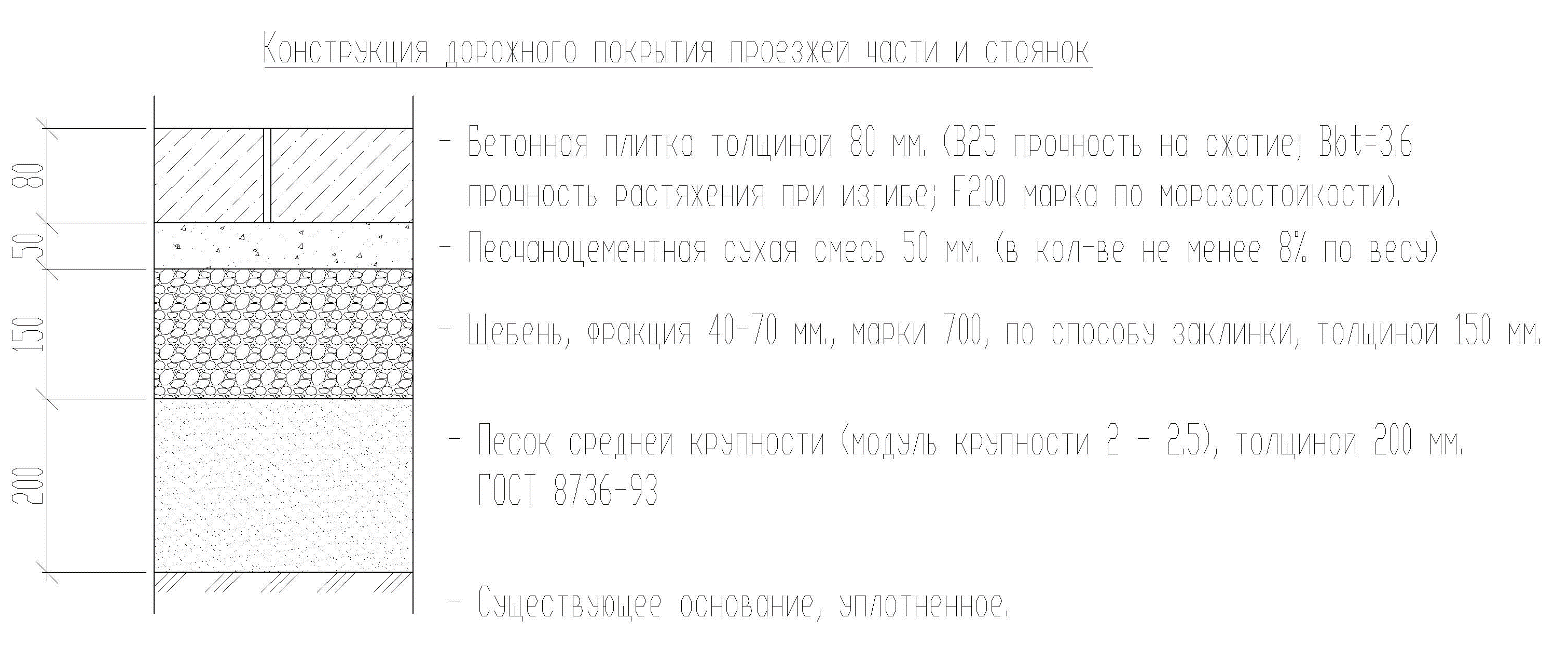 Конструкция дорожного покрытия проезжей части и стоянок
- Бетонная плитка толщиной 80 мм. (В25 прочность на сжатие; Bbt=3.6
прочность растяжения при изгибе; F200 марка по морозостойкости).
- Песчаноцементная сухая смесь 50 мм. (в кол-ве не менее 8% по весу)
- Щебень, фракция 40-70 мм., марки 700, по способу заклинки, толщиной 150 мм.
- Песок средней крупности (модуль крупности 2 - 2.5), толщиной 200 мм.
ГОСТ 8736-93
- Существующее основание, уплотненное.
80
50
150
200